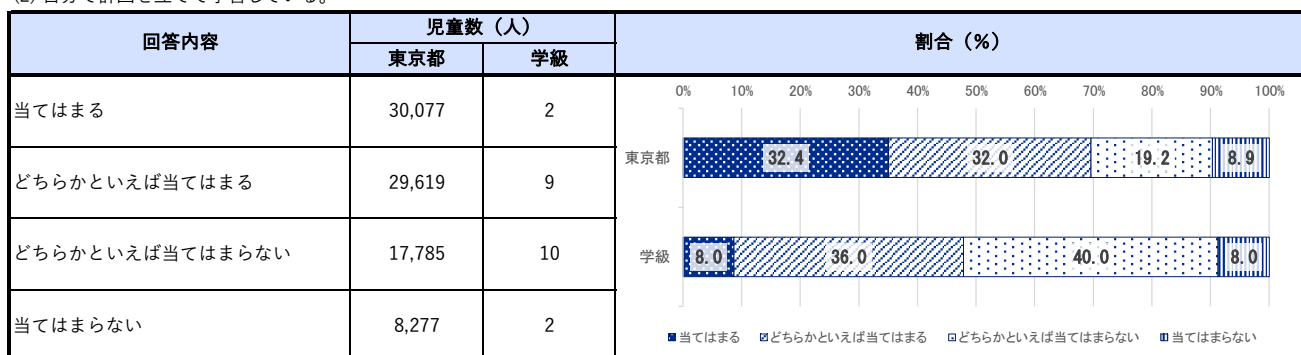 (2) 自分で計画を立てて学習している。
回答内容 児童数（人） 割合（%）
東京都 学級
当てはまる 30,077 2
どちらかといえば当てはまる 29,619 9
どちらかといえば当てはまらない 17,785 10
当てはまらない 8,277 2
0% 10% 20% 30% 40% 50% 60% 70% 80% 90% 100%
東京都 32.4 32.0 19.2 8.9
学級 8.0 36.0 40.0 8.0
当てはまる どちらかといえば当てはまる どちらかといえば当てはまらない 当てはまらない